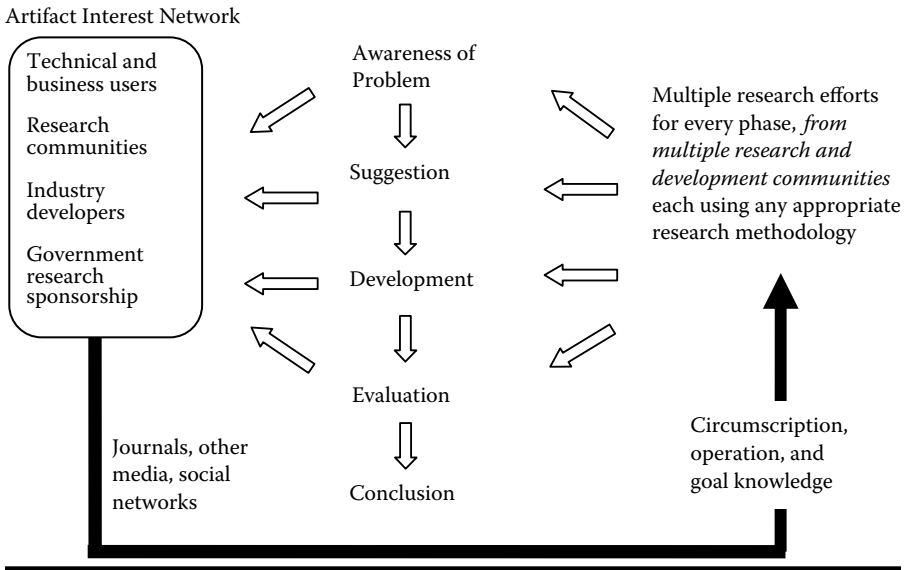 Artifact Interest Network
Technical and
business users
Research
communities
Industry
developers
Government
research
sponsorship
Journals, other
media, social
networks
Awareness of
Problem
Suggestion
Development
Evaluation
Conclusion
Multiple research efforts
for every phase, from
multiple research and
development communities
each using any appropriate
research methodology
Circumscription,
operation, and
goal knowledge